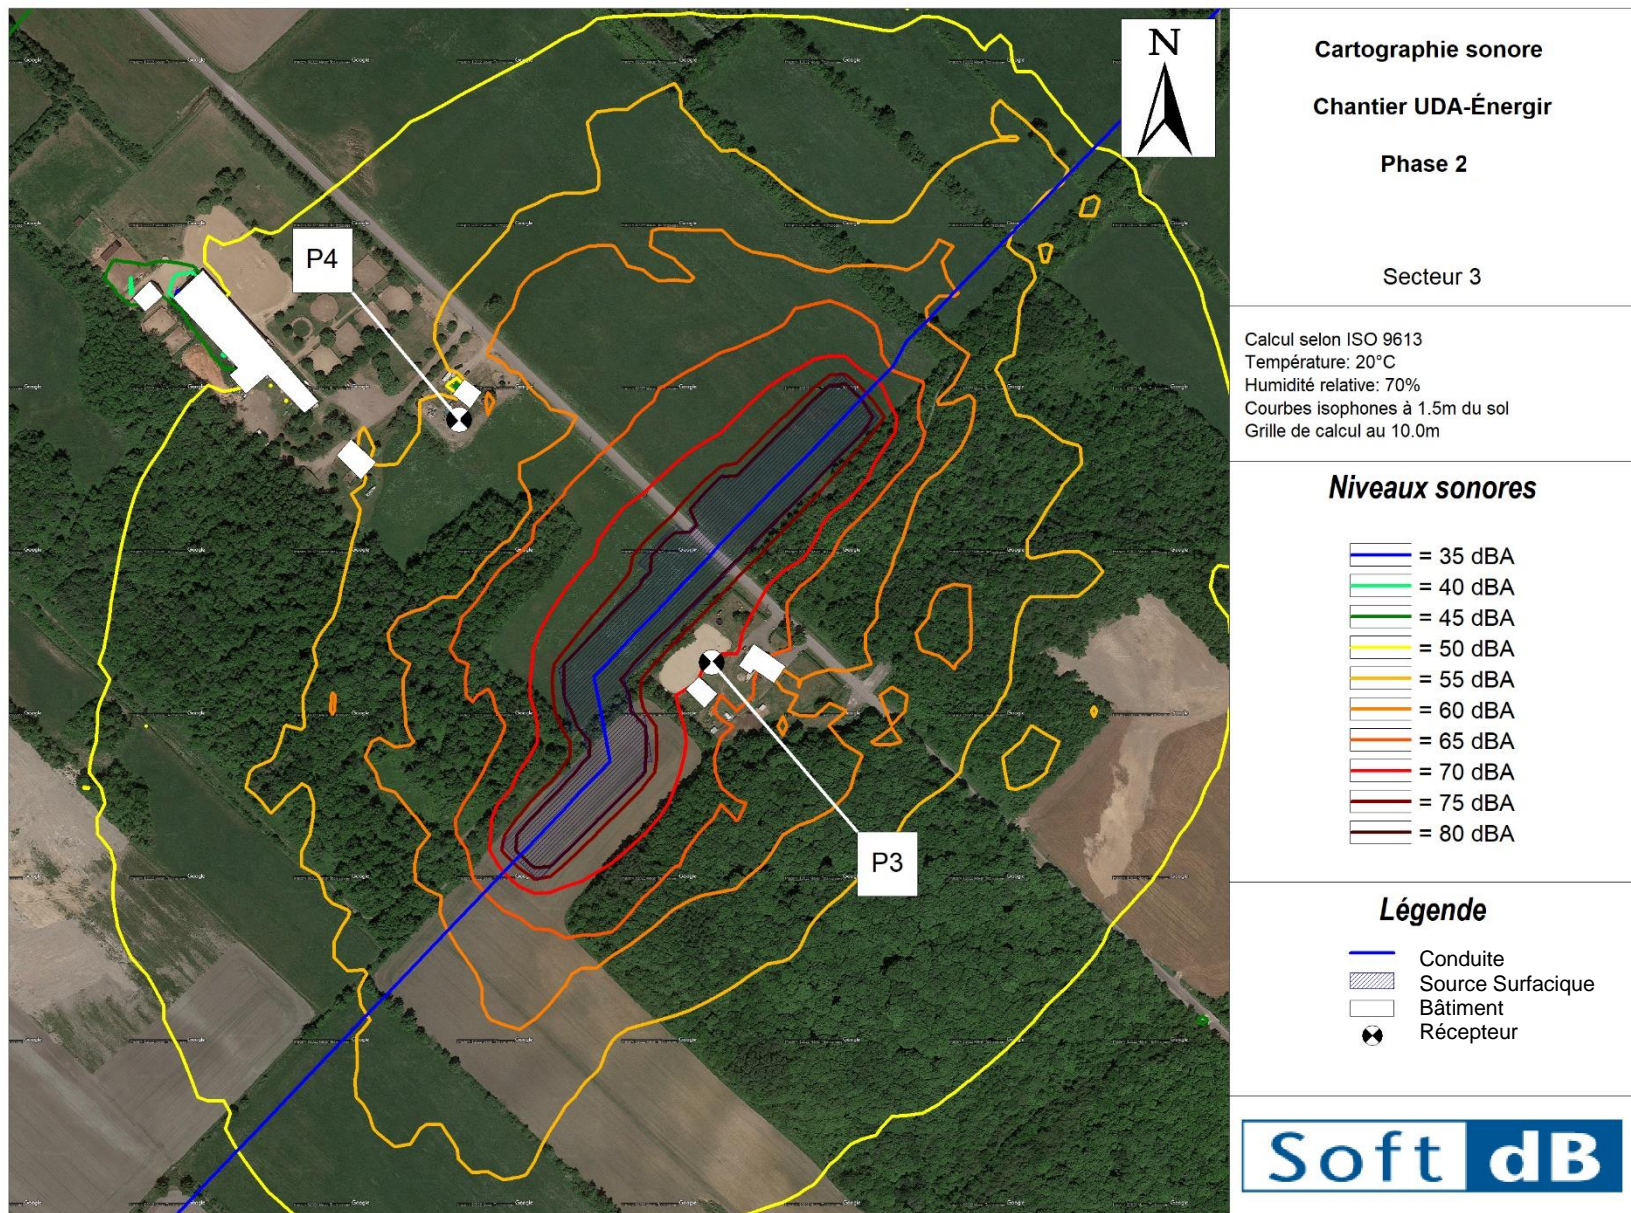 N
P4
P3
Cartographie sonore
Chantier UDA-Énergir
Phase 2
Secteur 3
Calcul selon ISO 9613
Température: 20°C
Humidité relative: 70%
Courbes isophones à 1.5m du sol
Grille de calcul au 10.0m
Niveaux sonores
= 35 dBA
= 40 dBA
= 45 dBA
= 50 dBA
= 55 dBA
= 60 dBA
= 65 dBA
= 70 dBA
= 75 dBA
= 80 dBA
Légende
Conduite
Source Surfacique
Bâtiment
Récepteur
Soft dB